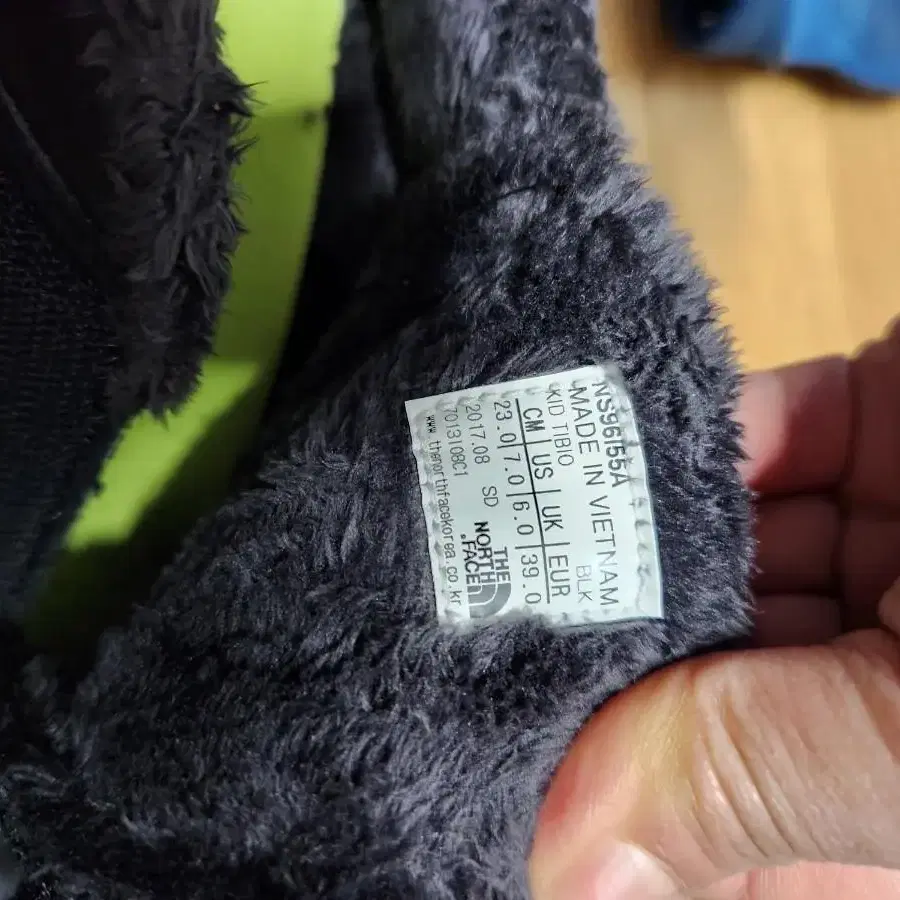 NS96I55A
MADE IN VIETNAM
KID TIBIO BLK
CM US UK EUR
23.0 7.0 6.0 39.0
2017.08 SD
7013108C1
THE
NORTH
FACE
www.thenorthfacekorea.co.kr